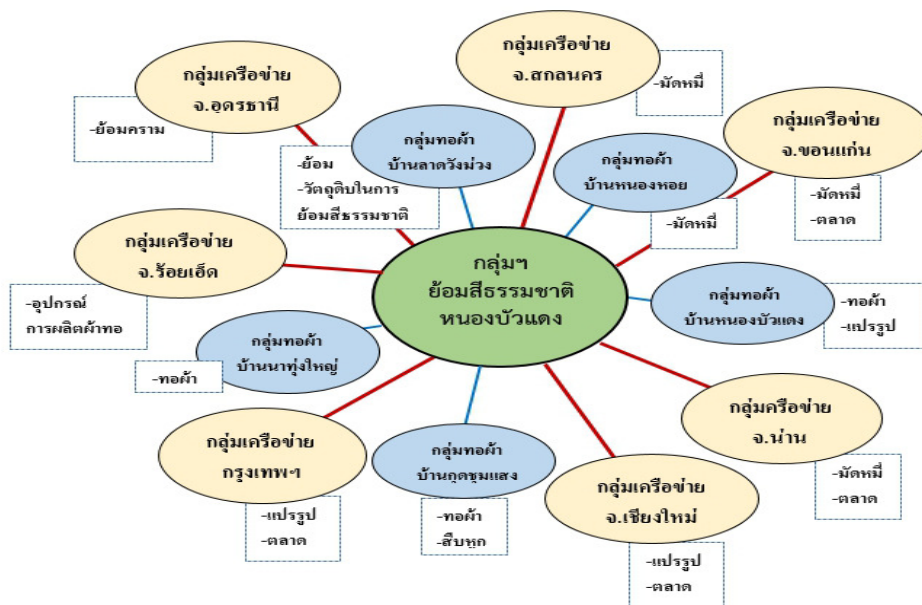 กลุ่มเครือข่าย
จ.สกลนคร
-มัดหมี่
กลุ่มเครือข่าย
จ.อุดรธานี
-ย้อมคราม
กลุ่มทอผ้า
บ้านลาดวังม่วง
-ย้อม
-วัตถุดิบในการ
ย้อมสีธรรมชาติ
กลุ่มทอผ้า
บ้านหนองหอย
-มัดหมี่
กลุ่มเครือข่าย
จ.ขอนแก่น
-มัดหมี่
-ตลาด
กลุ่มเครือข่าย
จ.ร้อยเอ็ด
-อุปกรณ์
การผลิตผ้าทอ
กลุ่มฯ
ย้อมสีธรรมชาติ
หนองบัวแดง
กลุ่มทอผ้า
บ้านหนองบัวแดง
-ทอผ้า
-แปรรูป
กลุ่มทอผ้า
บ้านนาทุ่งใหญ่
-ทอผ้า
กลุ่มเครือข่าย
กรุงเทพฯ
-แปรรูป
-ตลาด
กลุ่มทอผ้า
บ้านกุดชุมแสง
-ทอผ้า
-สืบหูก
กลุ่มเครือข่าย
จ.เชียงใหม่
-แปรรูป
-ตลาด
กลุ่มครือข่าย
จ.น่าน
-มัดหมี่
-ตลาด